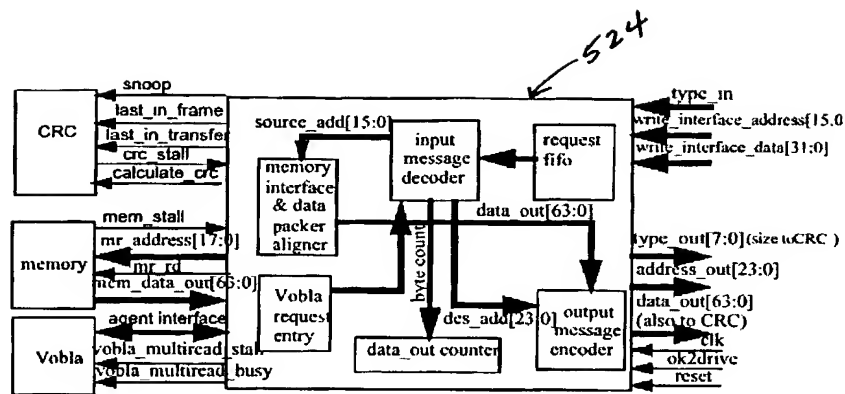 524
snoop
last_in_frame
last_in_transfer
crc_stall
calculate_crc
CRC
mem_stall
mr_address[17:0]
mr_rd
mem_data_out[63:0]
memory
agent interface
vobla_multiread_stall
vobla_multiread_busy
Vobla
source_add[15:0]
memory
interface
& data
packer
aligner
input
message
decoder
request
fifo
data_out[63:0]
Vobla
request
entry
byte count
des_add[23:0]
data_out counter
output
message
encoder
type_in
write_interface_address[15:0
write_interface_data[31:0]
type_out[7:0] (size toCRC )
address_out[23:0]
data_out[63:0]
(also to CRC)
clk
ok2drive
reset